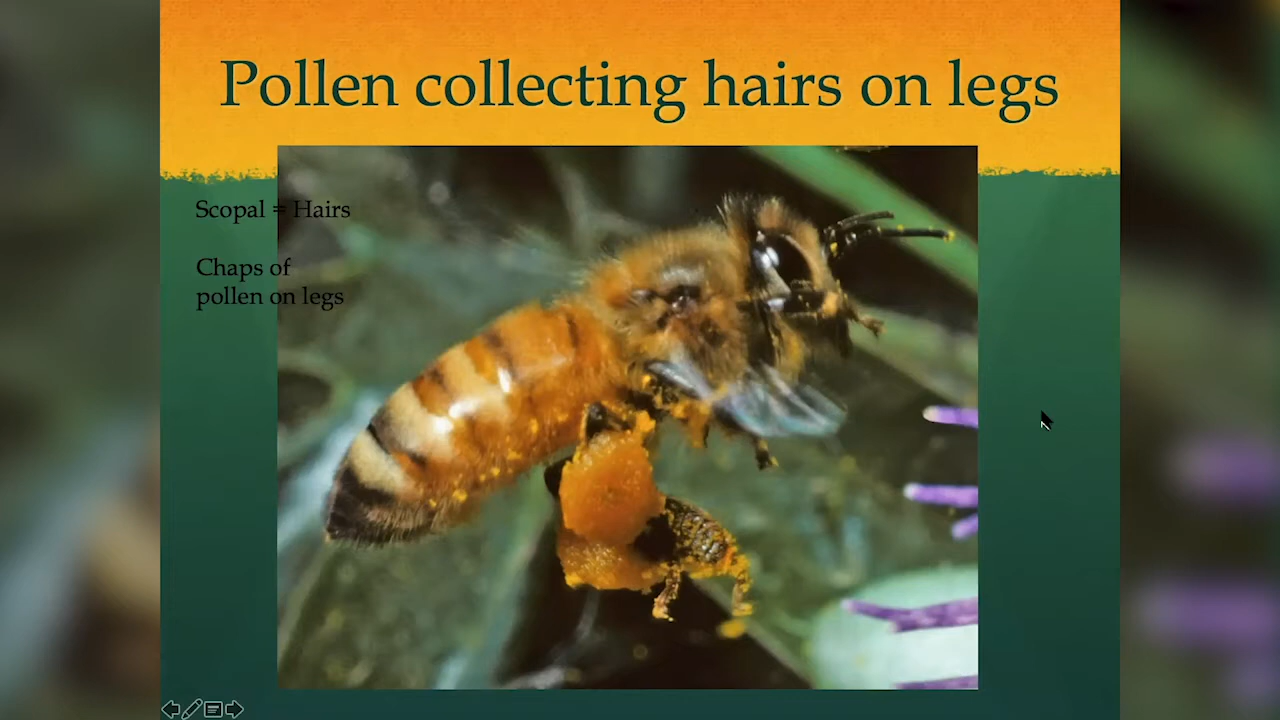 Pollen collecting hairs on legs
Scopal = Hairs
Chaps of
pollen on legs